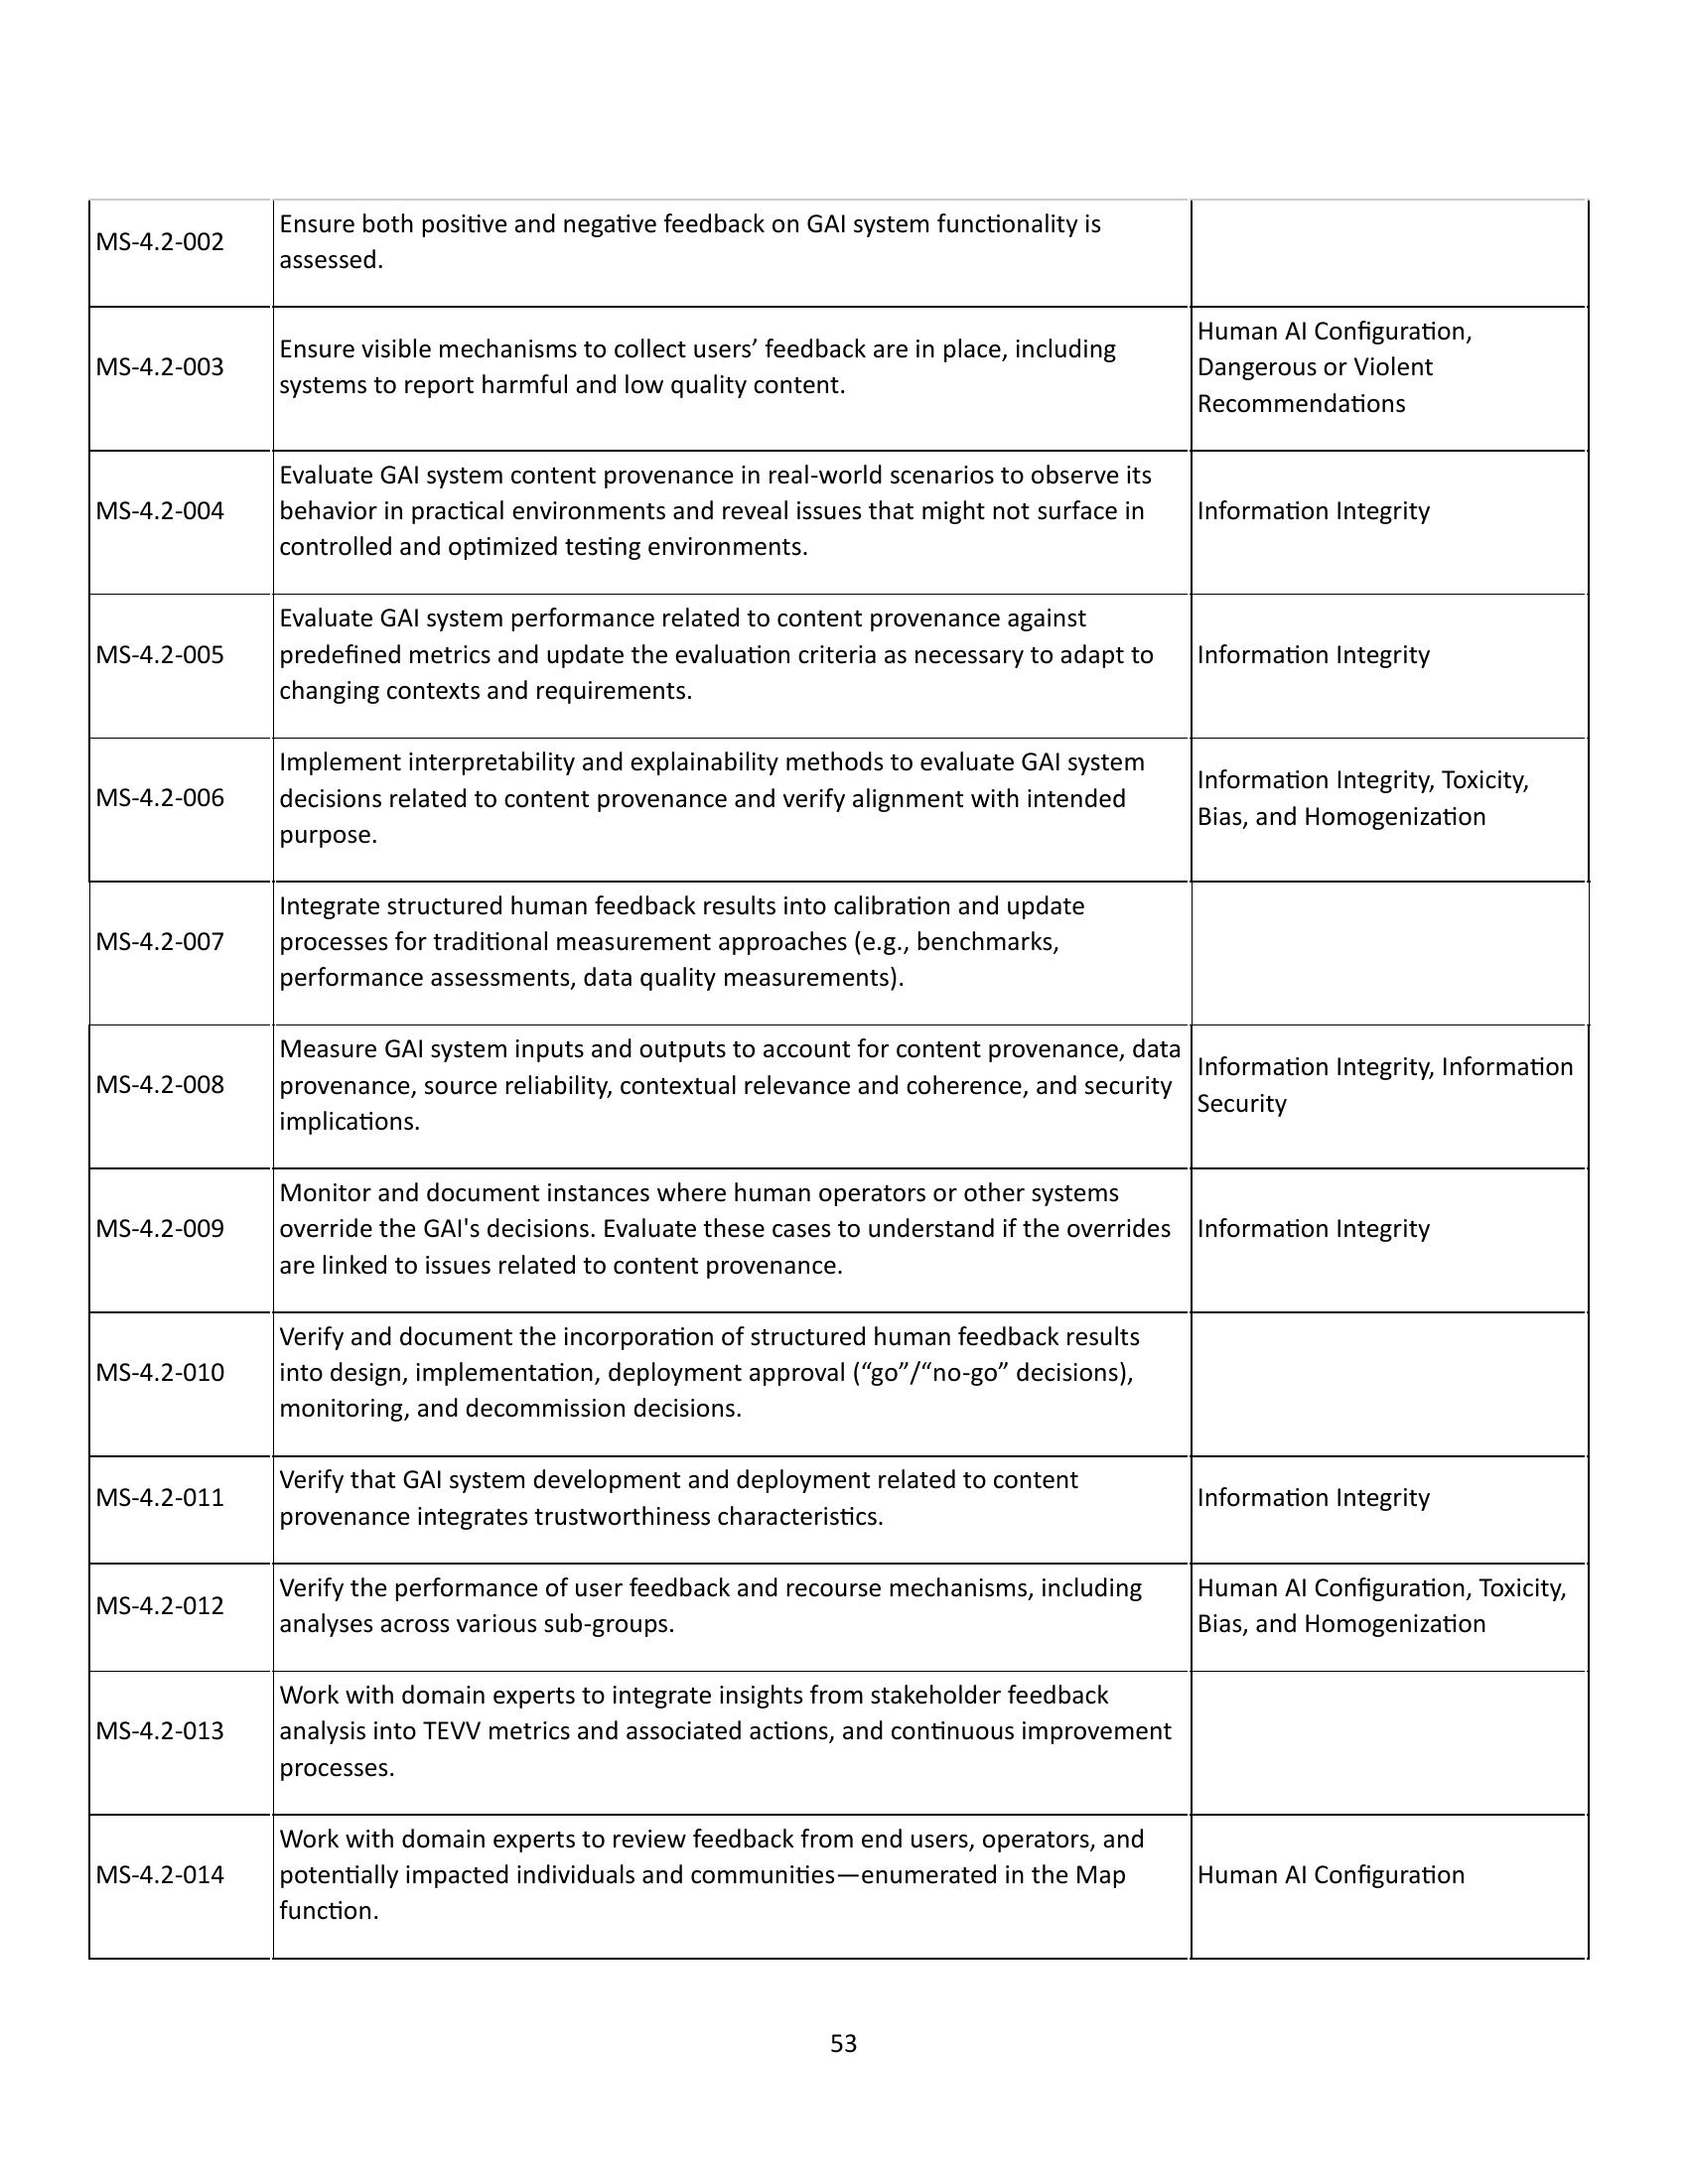 MS-4.2-002
Ensure both positive and negative feedback on GAI system functionality is
assessed.
MS-4.2-003
Ensure visible mechanisms to collect users’ feedback are in place, including
systems to report harmful and low quality content.
Human AI Configuration,
Dangerous or Violent
Recommendations
MS-4.2-004
Evaluate GAI system content provenance in real-world scenarios to observe its
behavior in practical environments and reveal issues that might not surface in
controlled and optimized testing environments.
Information Integrity
MS-4.2-005
Evaluate GAI system performance related to content provenance against
predefined metrics and update the evaluation criteria as necessary to adapt to
changing contexts and requirements.
Information Integrity
MS-4.2-006
Implement interpretability and explainability methods to evaluate GAI system
decisions related to content provenance and verify alignment with intended
purpose.
Information Integrity, Toxicity,
Bias, and Homogenization
MS-4.2-007
Integrate structured human feedback results into calibration and update
processes for traditional measurement approaches (e.g., benchmarks,
performance assessments, data quality measurements).
MS-4.2-008
Measure GAI system inputs and outputs to account for content provenance, data
provenance, source reliability, contextual relevance and coherence, and security
implications.
Information Integrity, Information
Security
MS-4.2-009
Monitor and document instances where human operators or other systems
override the GAI's decisions. Evaluate these cases to understand if the overrides
are linked to issues related to content provenance.
Information Integrity
MS-4.2-010
Verify and document the incorporation of structured human feedback results
into design, implementation, deployment approval (“go”/“no-go” decisions),
monitoring, and decommission decisions.
MS-4.2-011
Verify that GAI system development and deployment related to content
provenance integrates trustworthiness characteristics.
Information Integrity
MS-4.2-012
Verify the performance of user feedback and recourse mechanisms, including
analyses across various sub-groups.
Human AI Configuration, Toxicity,
Bias, and Homogenization
MS-4.2-013
Work with domain experts to integrate insights from stakeholder feedback
analysis into TEVV metrics and associated actions, and continuous improvement
processes.
MS-4.2-014
Work with domain experts to review feedback from end users, operators, and
potentially impacted individuals and communities—enumerated in the Map
function.
Human AI Configuration
53